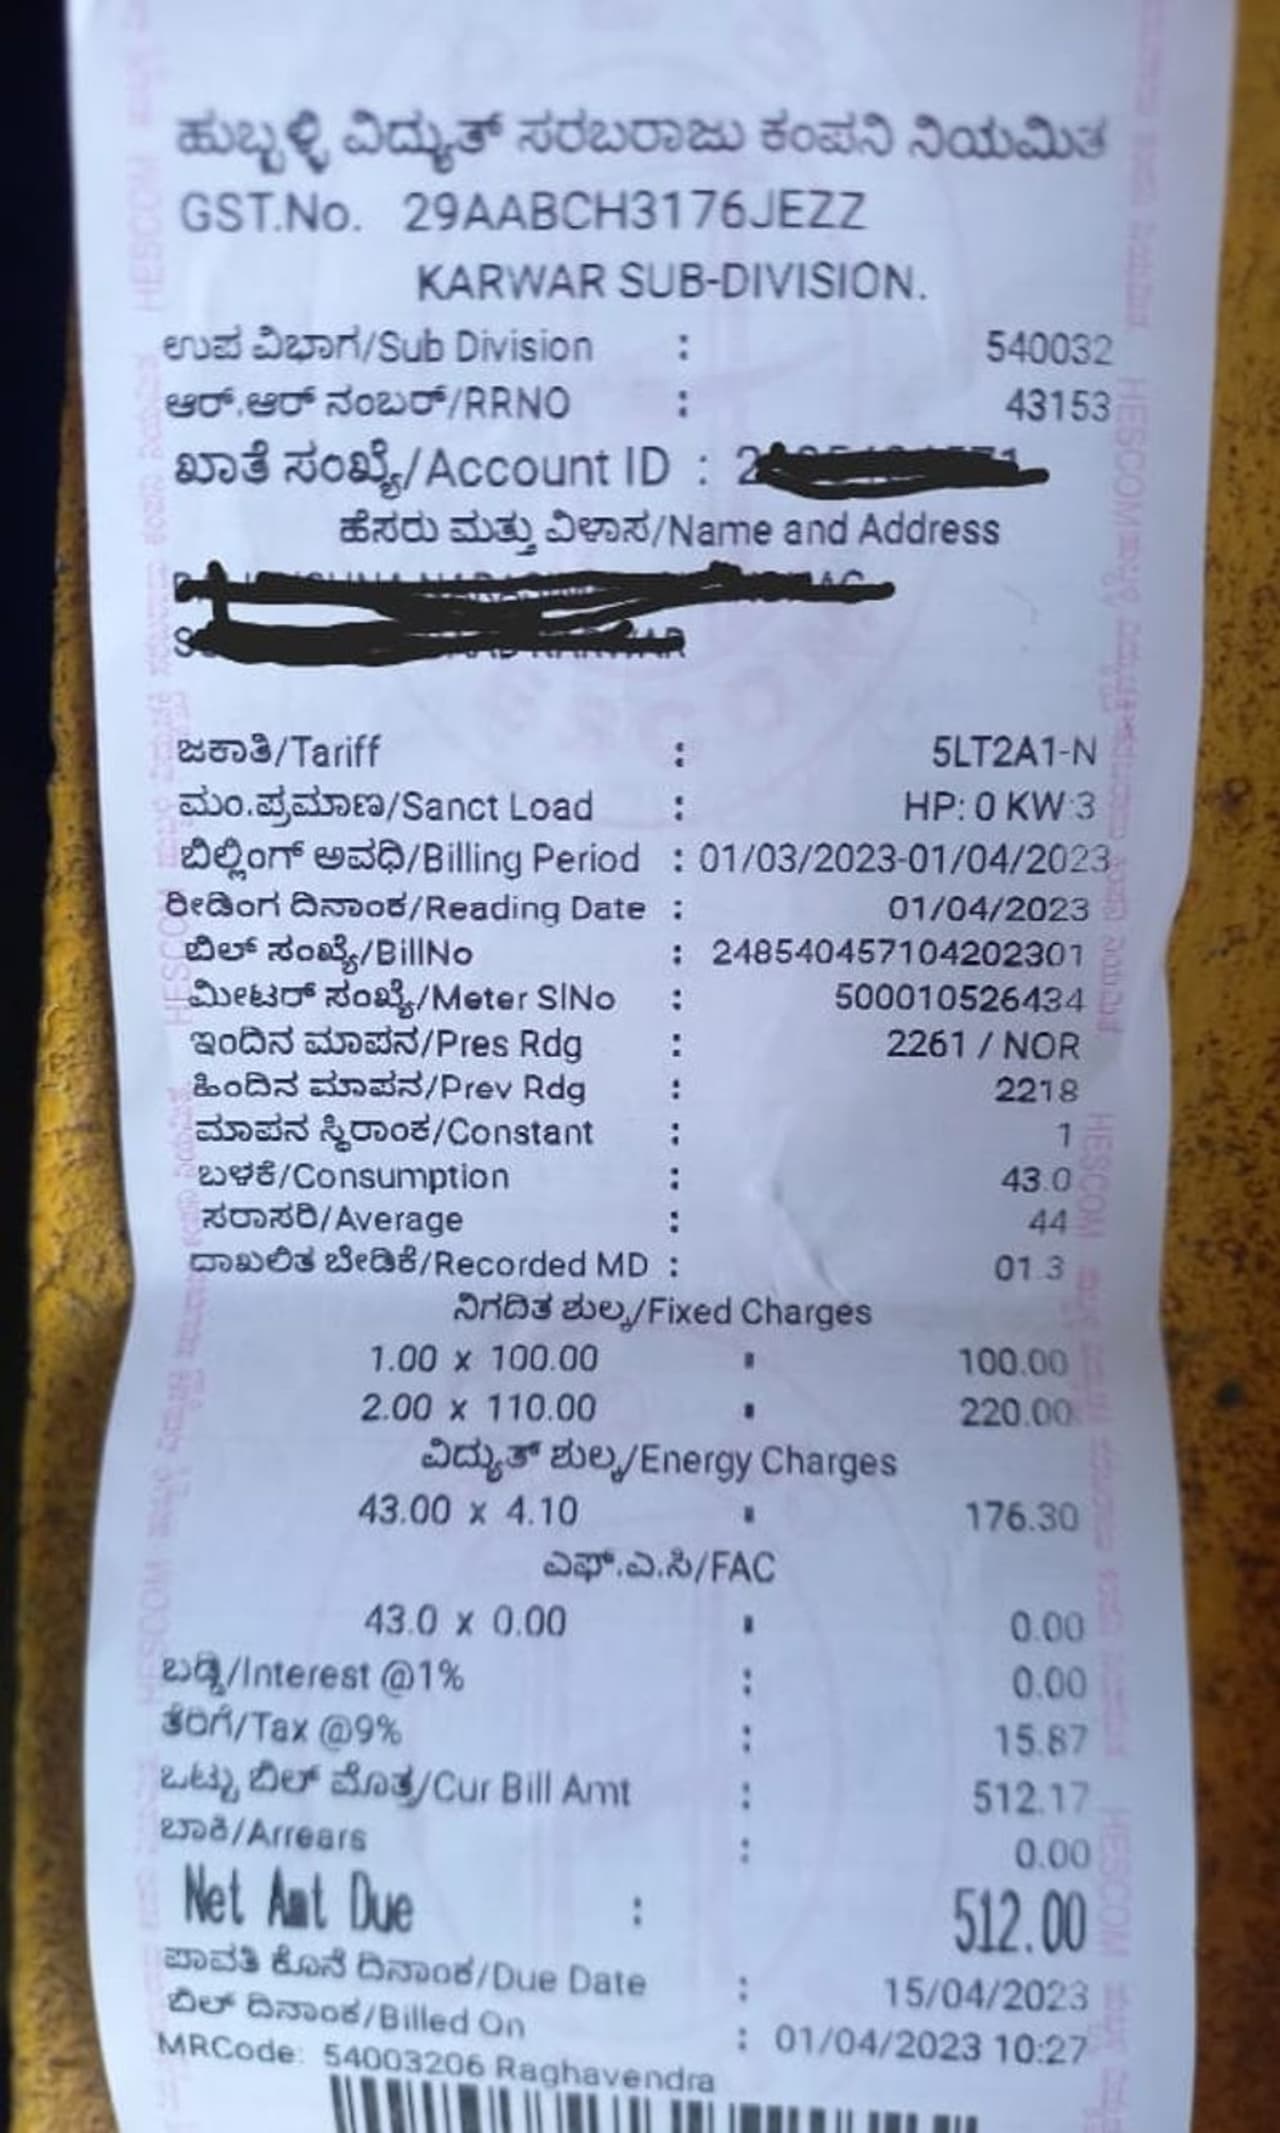 ಹುಬ್ಬಳ್ಳಿ ವಿದ್ಯುತ್ ಸರಬರಾಜು ಕಂಪನಿ ನಿಯಮಿತ
GST.No. 29AABCH3176JEZZ
KARWAR SUB-DIVISION.
ಉಪ ವಿಭಾಗ/Sub Division : 540032
ಆರ್.ಆರ್ ನಂಬರ್/RRNO : 43153
ಖಾತೆ ಸಂಖ್ಯೆ/Account ID :
ಹೆಸರು ಮತ್ತು ವಿಳಾಸ/Name and Address
ಜಕಾತಿ/Tariff : 5LT2A1-N
ಮಂ.ಪ್ರಮಾಣ/Sanct Load : HP: 0 KW:3
ಬಿಲ್ಲಿಂಗ್ ಅವಧಿ/Billing Period : 01/03/2023-01/04/2023
ರೀಡಿಂಗ ದಿನಾಂಕ/Reading Date : 01/04/2023
ಬಿಲ್ ಸಂಖ್ಯೆ/BillNo : 248540457104202301
ಮೀಟರ್ ಸಂಖ್ಯೆ/Meter SlNo : 500010526434
ಇಂದಿನ ಮಾಪನ/Pres Rdg : 2261 / NOR
ಹಿಂದಿನ ಮಾಪನ/Prev Rdg : 2218
ಮಾಪನ ಸ್ಥಿರಾಂಕ/Constant : 1
ಬಳಕೆ/Consumption : 43.0
ಸರಾಸರಿ/Average : 44
ದಾಖಲಿತ ಬೇಡಿಕೆ/Recorded MD : 01.3
ನಿಗದಿತ ಶುಲ್ಕ/Fixed Charges
1.00 x 100.00 : 100.00
2.00 x 110.00 : 220.00
ವಿದ್ಯುತ್ ಶುಲ್ಕ/Energy Charges
43.00 x 4.10 : 176.30
ಎಫ್.ಎ.ಸಿ/FAC
43.0 x 0.00 : 0.00
ಬಡ್ಡಿ/Interest @1% : 0.00
ತೆರಿಗೆ/Tax @9% : 15.87
ಒಟ್ಟು ಬಿಲ್ ಮೊತ್ತ/Cur Bill Amt : 512.17
ಬಾಕಿ/Arrears : 0.00
Net Amt Due : 512.00
ಪಾವತಿ ಕೊನೆ ದಿನಾಂಕ/Due Date : 15/04/2023
ಬಿಲ್ ದಿನಾಂಕ/Billed On : 01/04/2023 10:27
MRCode: 54003206 Raghavendra